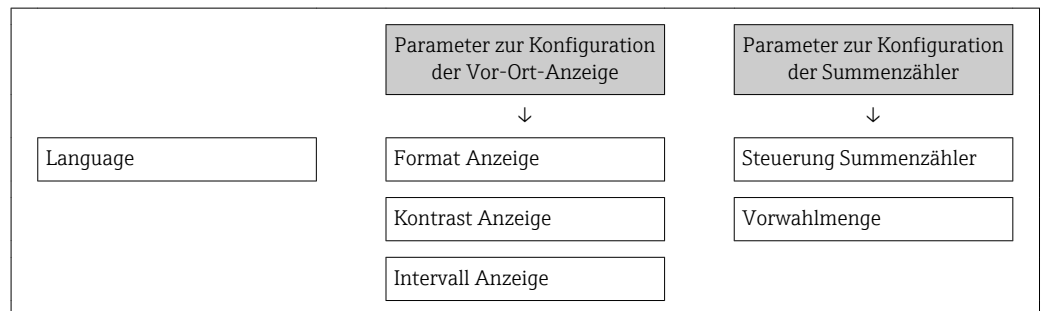 Parameter zur Konfiguration
der Vor-Ort-Anzeige
Parameter zur Konfiguration
der Summenzähler
↓
↓
Language
Format Anzeige
Steuerung Summenzähler
Kontrast Anzeige
Vorwahlmenge
Intervall Anzeige